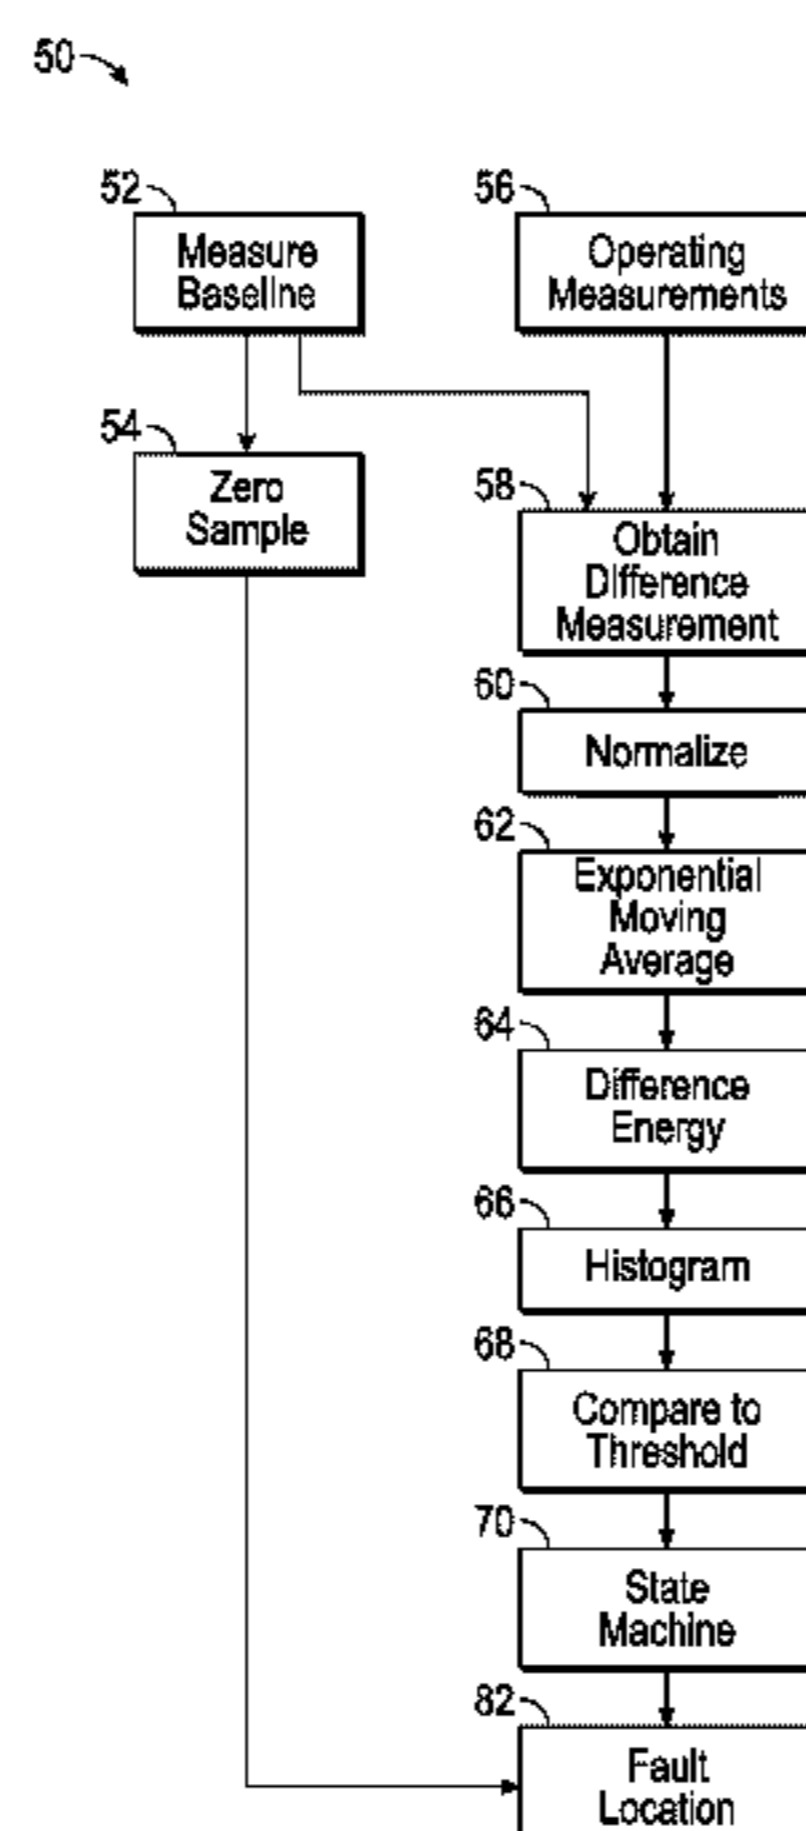 50
52
Measure
Baseline
56
Operating
Measurements
54
Zero
Sample
58
Obtain
Difference
Measurement
60
Normalize
62
Exponential
Moving
Average
64
Difference
Energy
66
Histogram
68
Compare to
Threshold
70
State
Machine
82
Fault
Location